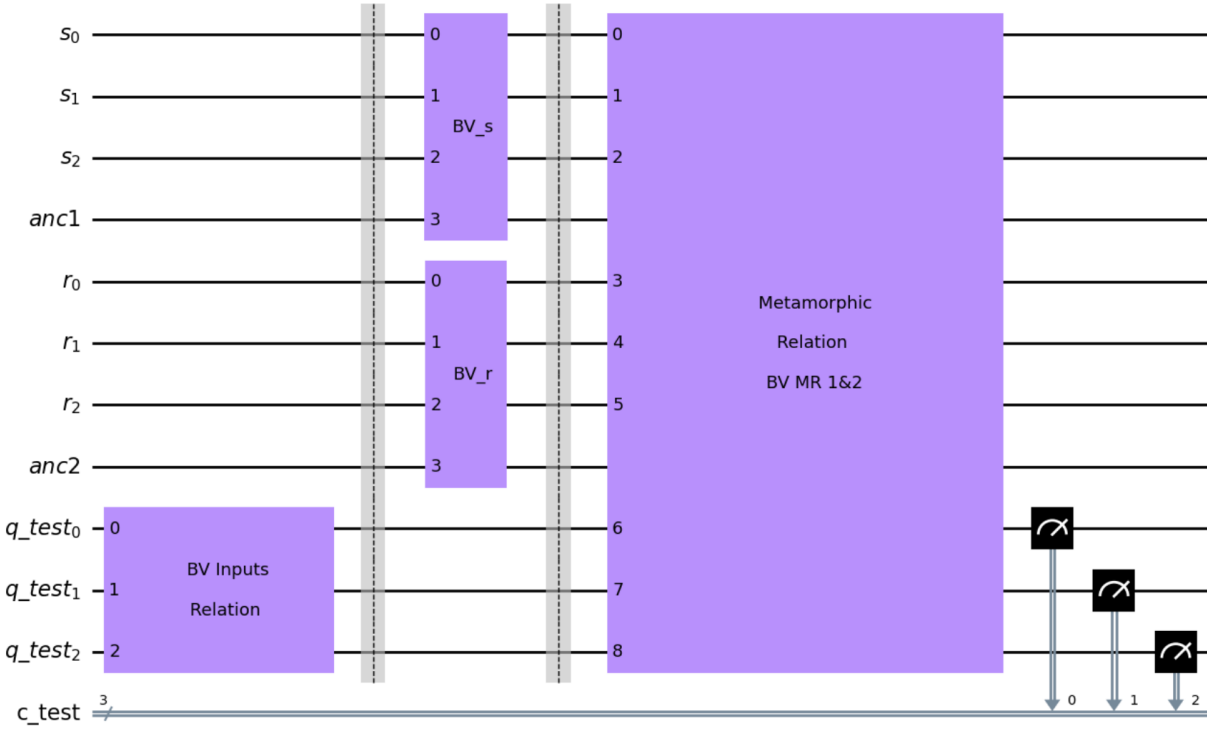 s0 0 0
s1 1 1
BV_s
s2 2 2
anc1 3
r0 0 3
Metamorphic
r1 1 4 Relation
BV_r BV MR 1&2
r2 2 5
anc2 3
q_test0 0 6
BV Inputs
q_test1 1 7
Relation
q_test2 2 8
c_test 3 0 1 2